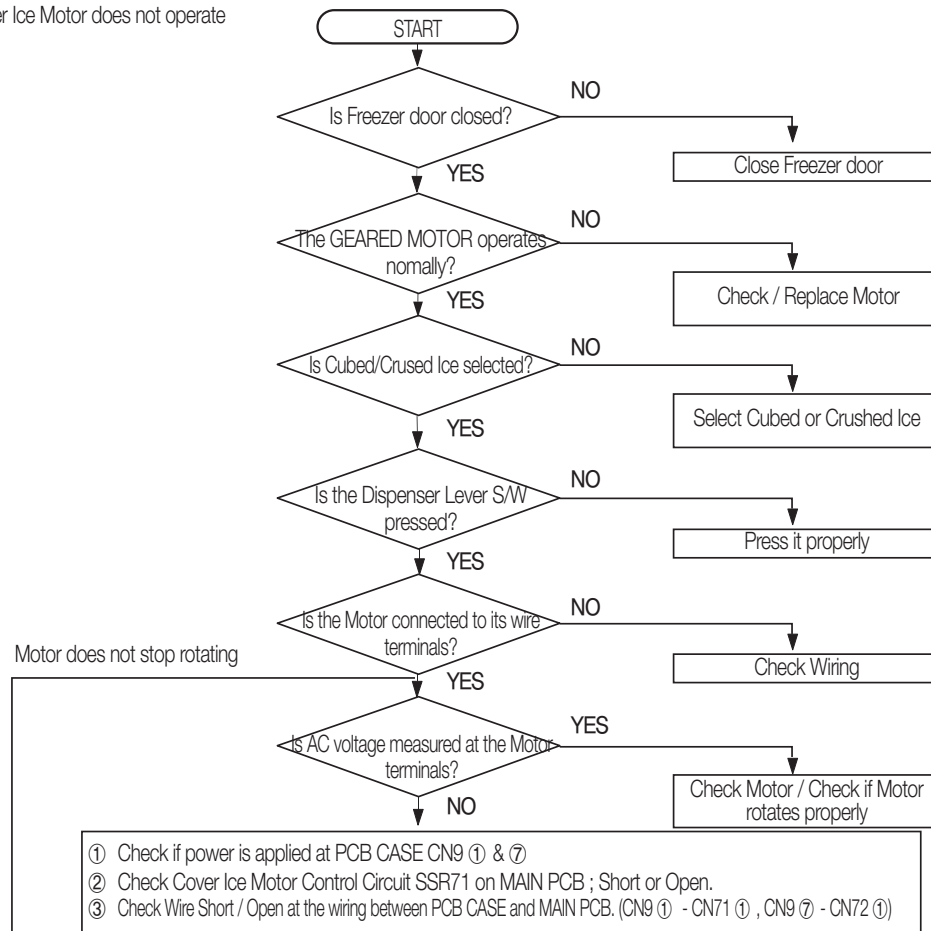 er Ice Motor does not operate
START
Is Freezer door closed?
NO
Close Freezer door
YES
The GEARED MOTOR operates
nomally?
NO
Check / Replace Motor
YES
Is Cubed/Crused Ice selected?
NO
Select Cubed or Crushed Ice
YES
Is the Dispenser Lever S/W
pressed?
NO
Press it properly
YES
Is the Motor connected to its wire
terminals?
NO
Check Wiring
Motor does not stop rotating
YES
Is AC voltage measured at the Motor
terminals?
YES
Check Motor / Check if Motor
rotates properly
NO
① Check if power is applied at PCB CASE CN9 ① & ⑦
② Check Cover Ice Motor Control Circuit SSR71 on MAIN PCB ; Short or Open.
③ Check Wire Short / Open at the wiring between PCB CASE and MAIN PCB. (CN9 ① - CN71 ① , CN9 ⑦ - CN72 ①)